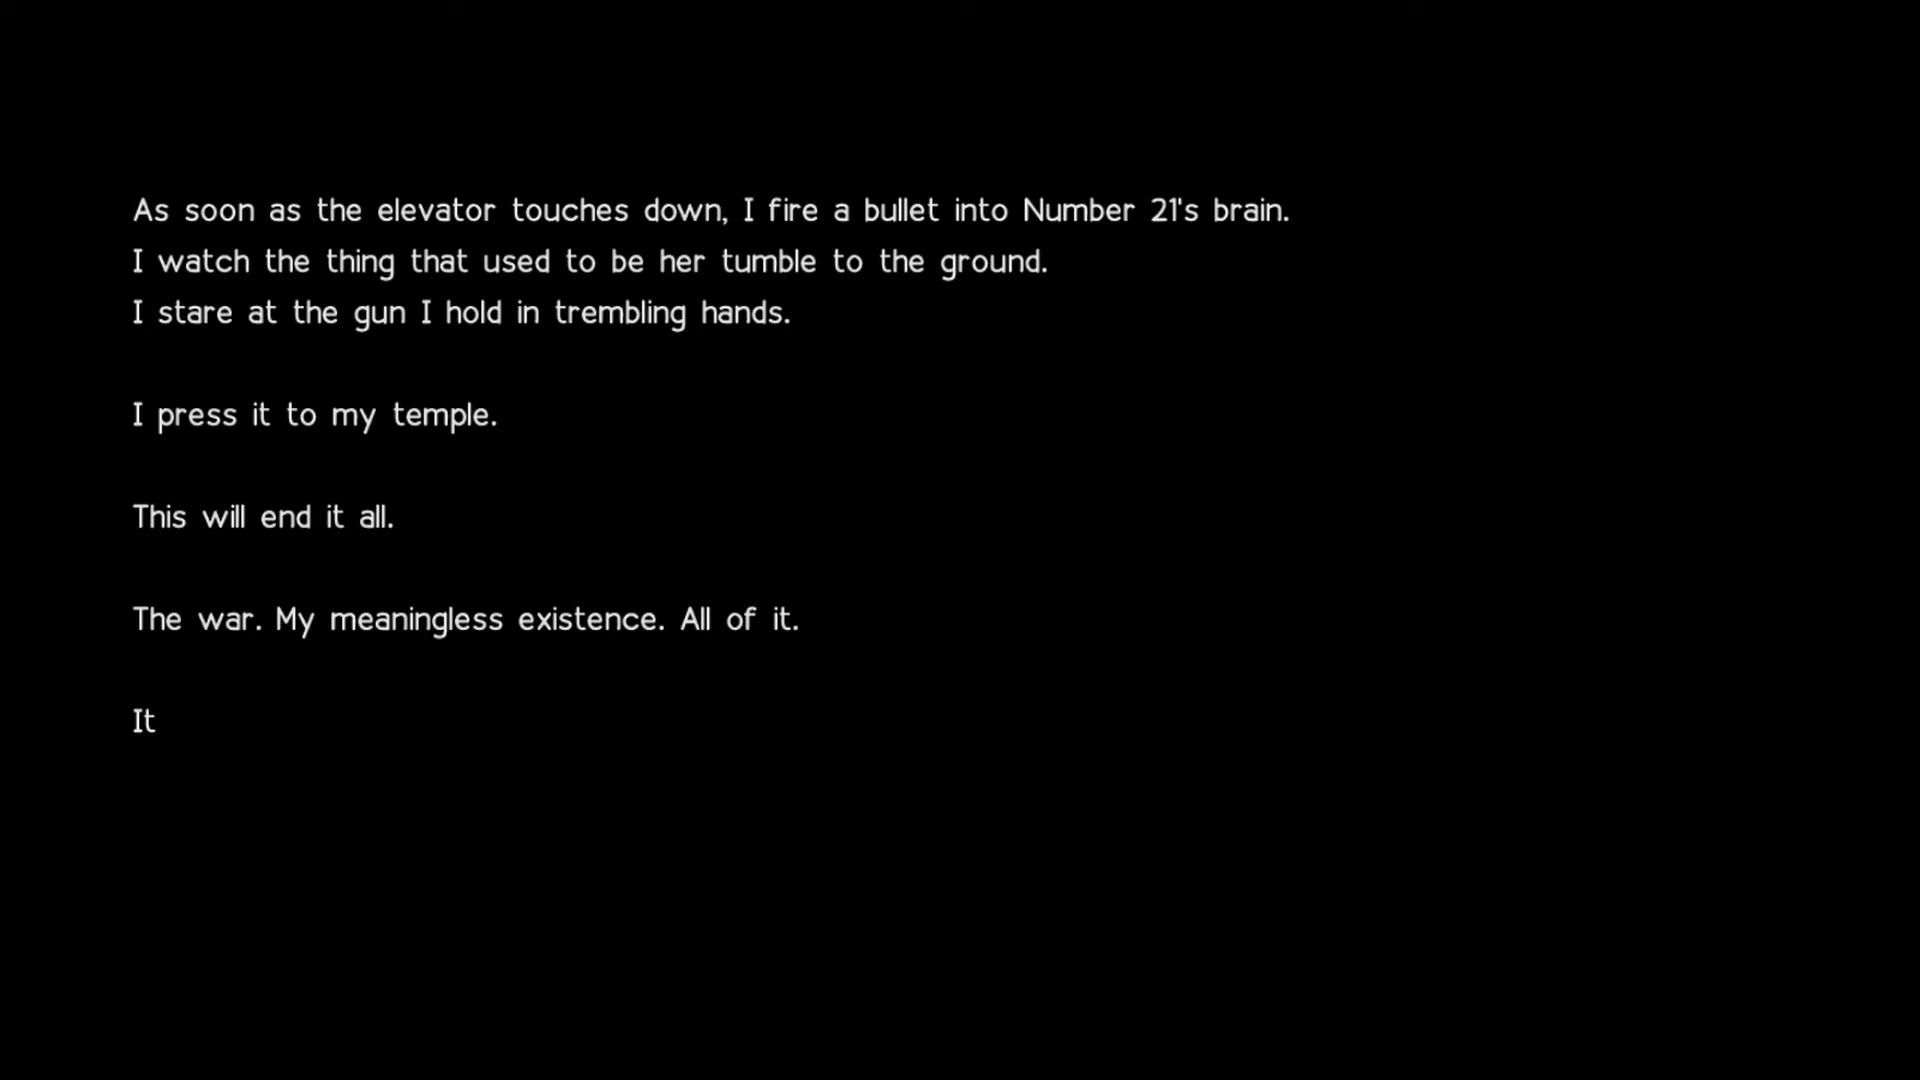 As soon as the elevator touches down, I fire a bullet into Number 21's brain.
I watch the thing that used to be her tumble to the ground.
I stare at the gun I hold in trembling hands.
I press it to my temple.
This will end it all.
The war. My meaningless existence. All of it.
It